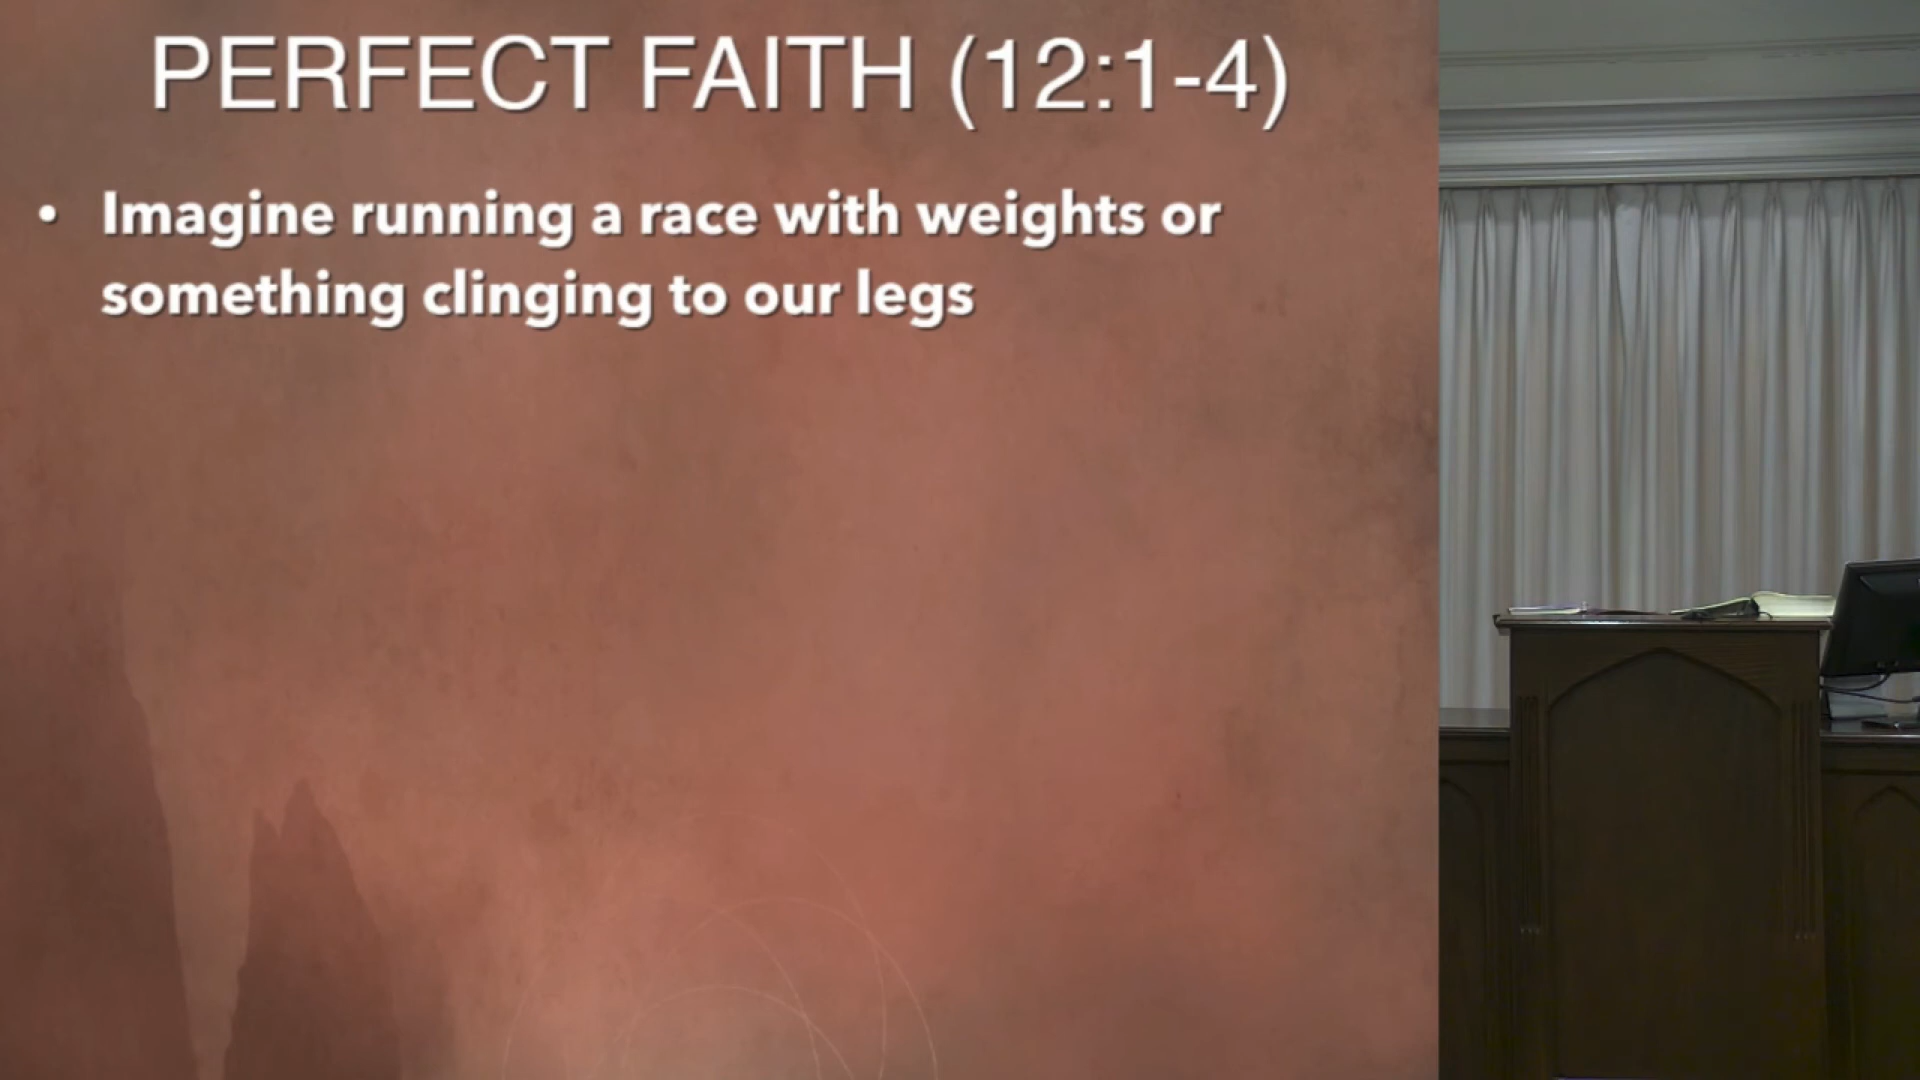 PERFECT FAITH (12:1-4)
• Imagine running a race with weights or
something clinging to our legs